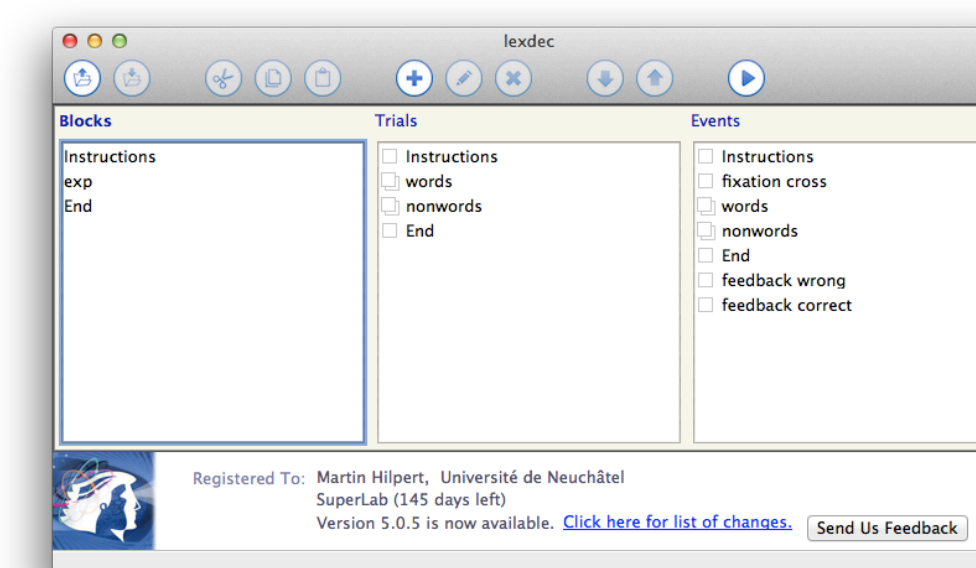 lexdec
Blocks
Instructions
exp
End
Trials
Instructions
words
nonwords
End
Events
Instructions
fixation cross
words
nonwords
End
feedback wrong
feedback correct
Registered To: Martin Hilpert, Université de Neuchâtel
SuperLab (145 days left)
Version 5.0.5 is now available. Click here for list of changes.
Send Us Feedback